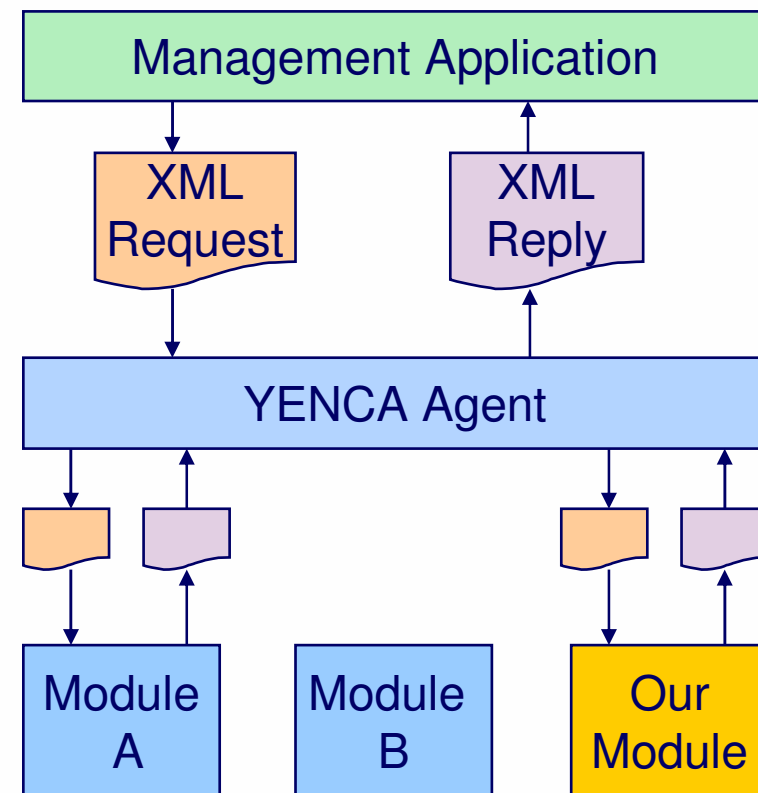 Management Application
XML
Request
XML
Reply
YENCA Agent
Module
A
Module
B
Our
Module